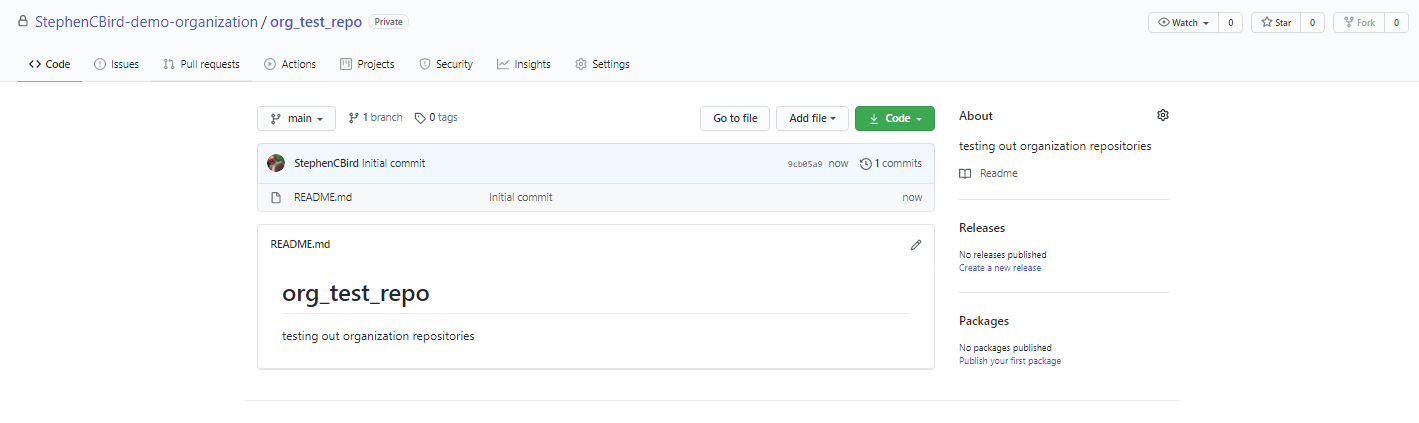 StephenCBird-demo-organization / org_test_repo Private Watch 0 Star 0 Fork 0
Code Issues Pull requests Actions Projects Security Insights Settings
main 1 branch 0 tags Go to file Add file Code
StephenCBird Initial commit 9cb05a9 now 1 commits
README.md Initial commit now
README.md
org_test_repo
testing out organization repositories
About
testing out organization repositories
Readme
Releases
No releases published
Create a new release
Packages
No packages published
Publish your first package